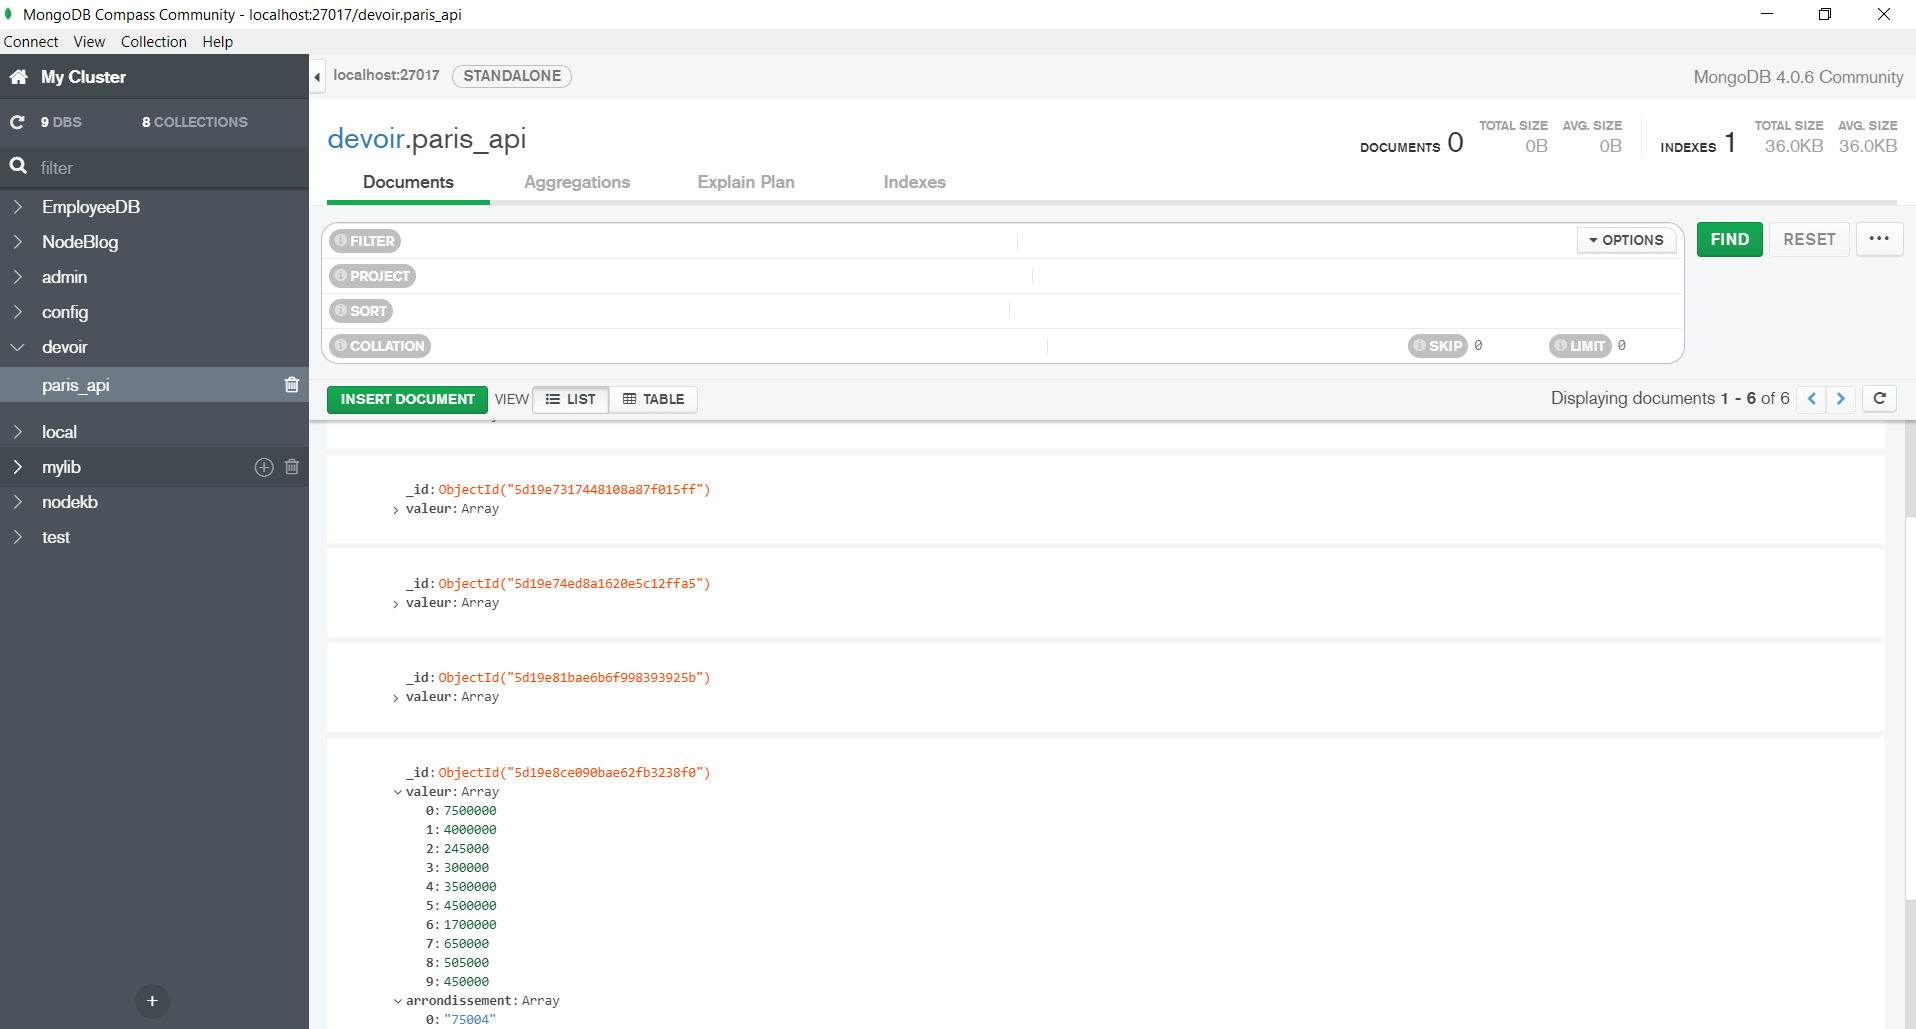 MongoDB Compass Community - localhost:27017/devoir.paris_api
Connect View Collection Help
My Cluster
localhost:27017 STANDALONE
MongoDB 4.0.6 Community
9 DBS 8 COLLECTIONS
filter
devoir.paris_api
DOCUMENTS 0 TOTAL SIZE 0B AVG. SIZE 0B
INDEXES 1 TOTAL SIZE 36.0KB AVG. SIZE 36.0KB
Documents Aggregations Explain Plan Indexes
EmployeeDB
NodeBlog
admin
config
devoir
paris_api
local
mylib
nodekb
test
FILTER OPTIONS
FIND RESET ...
PROJECT
SORT
COLLATION SKIP 0 LIMIT 0
INSERT DOCUMENT VIEW LIST TABLE
Displaying documents 1 - 6 of 6
_id: ObjectId("5d19e7317448108a87f015ff")
valeur: Array
_id: ObjectId("5d19e74ed8a1620e5c12ffa5")
valeur: Array
_id: ObjectId("5d19e81bae6b6f998393925b")
valeur: Array
_id: ObjectId("5d19e8ce090bae62fb3238f0")
valeur: Array
0: 7500000
1: 4000000
2: 245000
3: 300000
4: 3500000
5: 4500000
6: 1700000
7: 650000
8: 505000
9: 450000
arrondissement: Array
0: "75004"